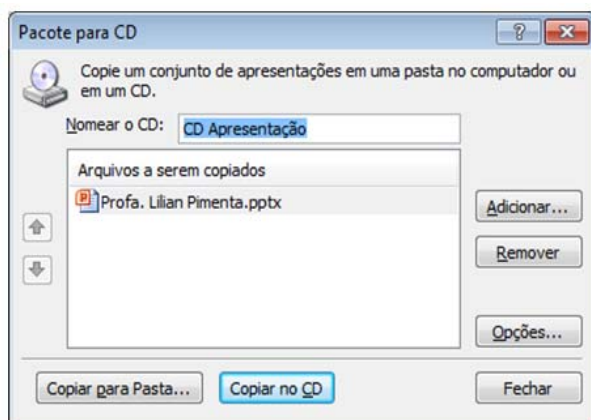 Pacote para CD
Copie um conjunto de apresentações em uma pasta no computador ou
em um CD.
Nomear o CD: CD Apresentação
Arquivos a serem copiados
Profa. Lilian Pimenta.pptx
Adicionar...
Remover
Opções...
Copiar para Pasta... Copiar no CD Fechar